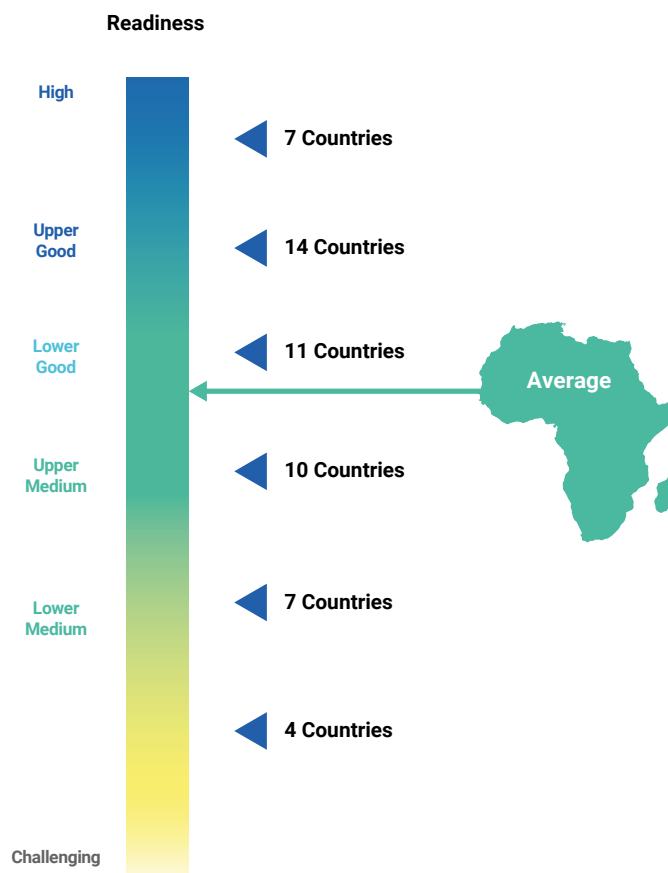 Readiness
High
7 Countries
Upper
Good
14 Countries
Lower
Good
11 Countries
Average
Upper
Medium
10 Countries
Lower
Medium
7 Countries
4 Countries
Challenging